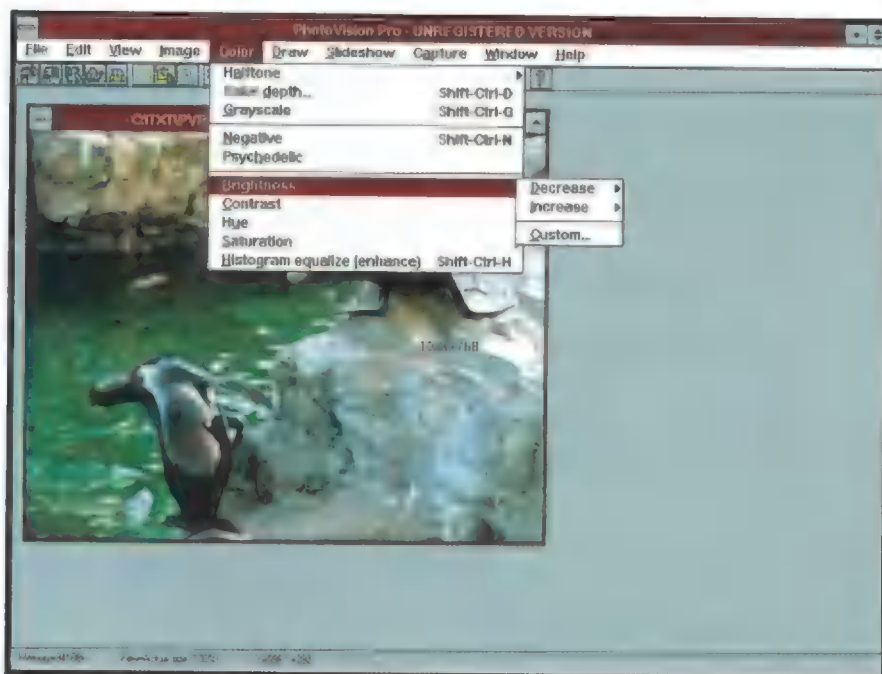 PhotoVision Pro - UNREGISTERED VERSION
File Edit View Image Color Draw Slideshow Capture Window Help
Halftone
depth... Shift-Ctrl-D
Grayscale Shift-Ctrl-G
Negative Shift-Ctrl-N
Psychedelic
Brightness
Contrast
Hue
Saturation
Histogram equalize (enhance) Shift-Ctrl-H
Decrease
Increase
Custom...